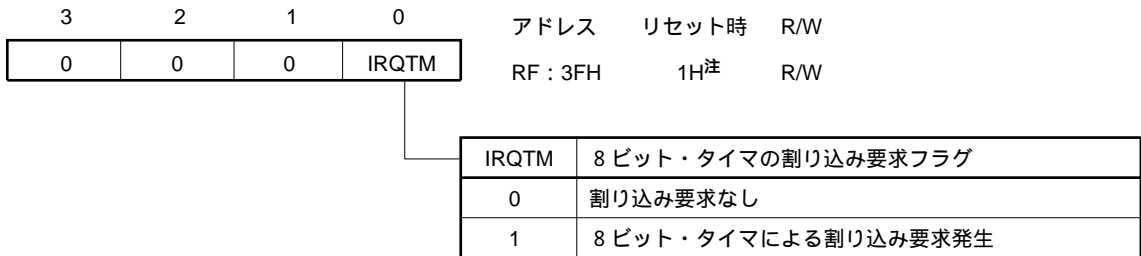 3 2 1 0
アドレス リセット時 R/W
0 0 0 IRQTM
RF : 3FH 1H注 R/W
IRQTM 8ビット・タイマの割り込み要求フラグ
0 割り込み要求なし
1 8ビット・タイマによる割り込み要求発生